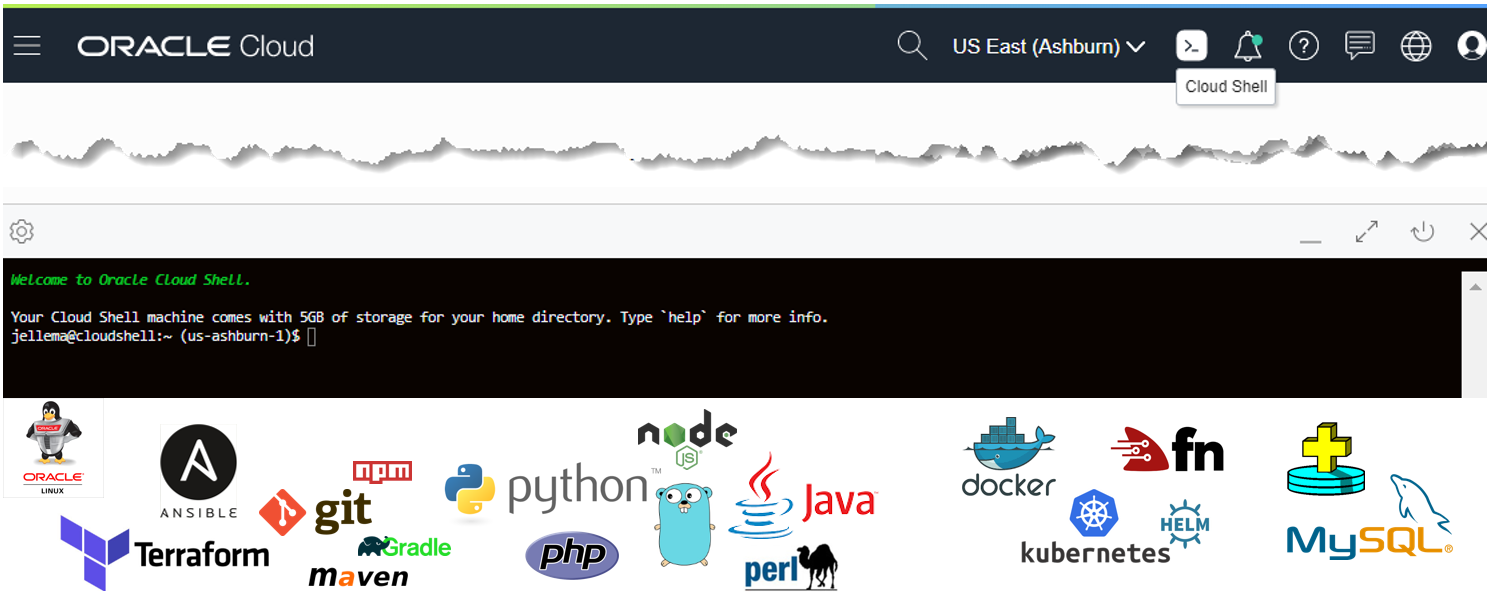 ORACLE Cloud
US East (Ashburn)
Cloud Shell
Welcome to Oracle Cloud Shell.
Your Cloud Shell machine comes with 5GB of storage for your home directory. Type `help` for more info.
jellema@cloudshell:~ (us-ashburn-1)$
ORACLE
ORACLE
LINUX
ANSIBLE
Terraform
npm
git
Gradle
maven
python™
php
node
JS
Java™
perl
docker
kubernetes
fn
HELM
MySQL®